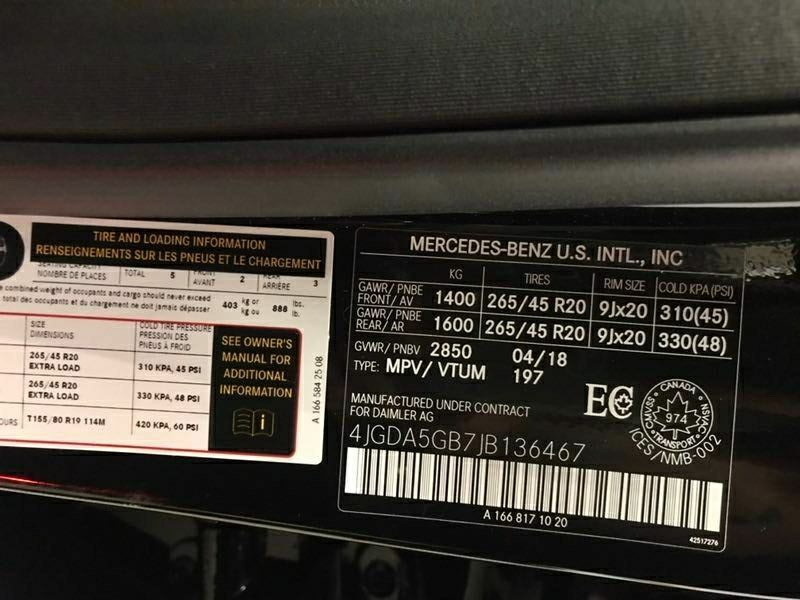 TIRE AND LOADING INFORMATION
RENSEIGNEMENTS SUR LES PNEUS ET LE CHARGEMENT
SEATING CAPACITY
NOMBRE DE PLACES TOTAL 5 FRONT AVANT 2 REAR ARRIÈRE 3
combined weight of occupants and cargo should never exceed
total des occupants et du chargement ne doit jamais dépasser
403 kg or kg ou 888 lbs. lb.
SIZE DIMENSIONS
COLD TIRE PRESSURE
PRESSION DES PNEUS À FROID
265/45 R20 EXTRA LOAD 310 KPA, 45 PSI
265/45 R20 EXTRA LOAD 330 KPA, 48 PSI
OURS T155/80 R19 114M 420 KPA, 60 PSI
SEE OWNER'S
MANUAL FOR
ADDITIONAL
INFORMATION
A 166 584 25 08
MERCEDES-BENZ U.S. INTL., INC
KG TIRES RIM SIZE COLD KPA (PSI)
GAWR/PNBE FRONT/AV 1400 265/45 R20 9Jx20 310(45)
GAWR/PNBE REAR/AR 1600 265/45 R20 9Jx20 330(48)
GVWR/PNBV 2850 04/18
TYPE: MPV/VTUM 197
MANUFACTURED UNDER CONTRACT
FOR DAIMLER AG
EC
CANADA
CMVSS 974 NSVAC
TRANSPORT
ICES/NMB-002
4JGDA5GB7JB136467
A 166 817 10 20
42517276